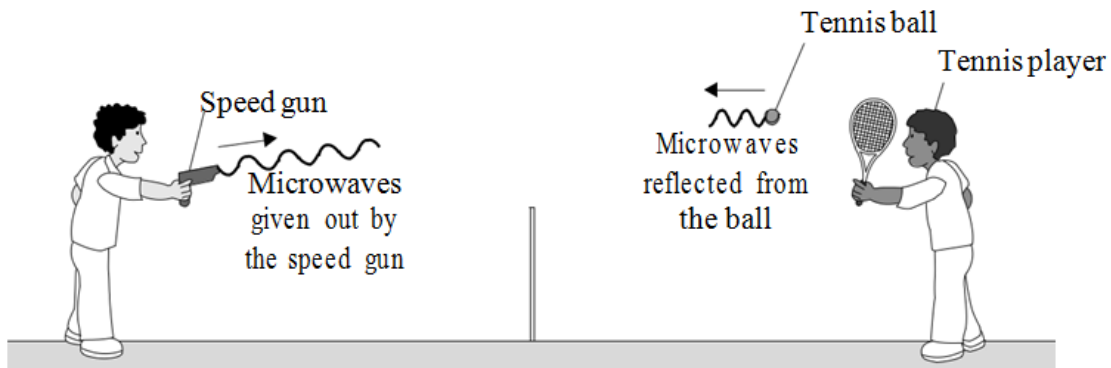 Tennis ball
Tennis player
Speed gun
Microwaves
given out by
the speed gun
Microwaves
reflected from
the ball